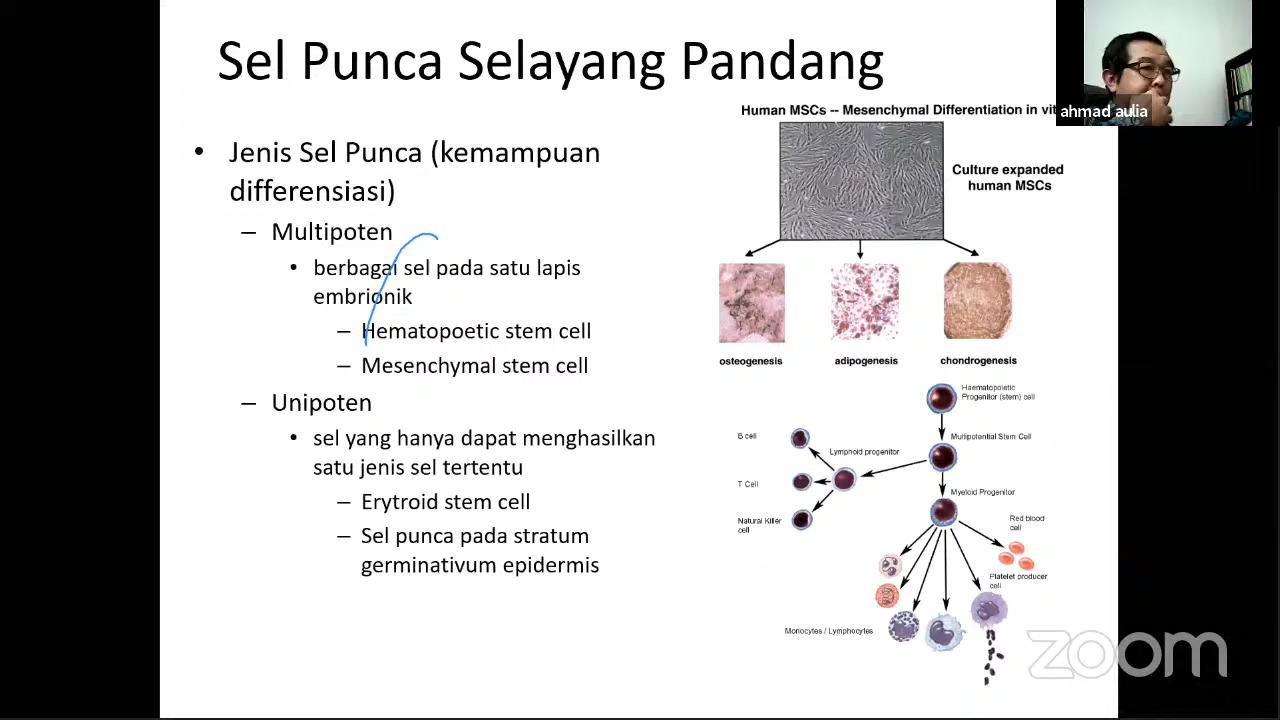 Sel Punca Selayang Pandang
• Jenis Sel Punca (kemampuan
differensiasi)
– Multipoten
• berbagai sel pada satu lapis
embrionik
– Hematopoetic stem cell
– Mesenchymal stem cell
– Unipoten
• sel yang hanya dapat menghasilkan
satu jenis sel tertentu
– Erytroid stem cell
– Sel punca pada stratum
germinativum epidermis
Human MSCs -- Mesenchymal Differentiation in vit
ahmad aulia
Culture expanded
human MSCs
osteogenesis
adipogenesis
chondrogenesis
Haematopoietic
Progenitor (stem) cell
Multipotential Stem Cell
B cell
Lymphoid progenitor
T Cell
Natural Killer
cell
Myeloid Progenitor
Red blood
cell
Platelet producer
cell
Monocytes / Lymphocytes
zoom